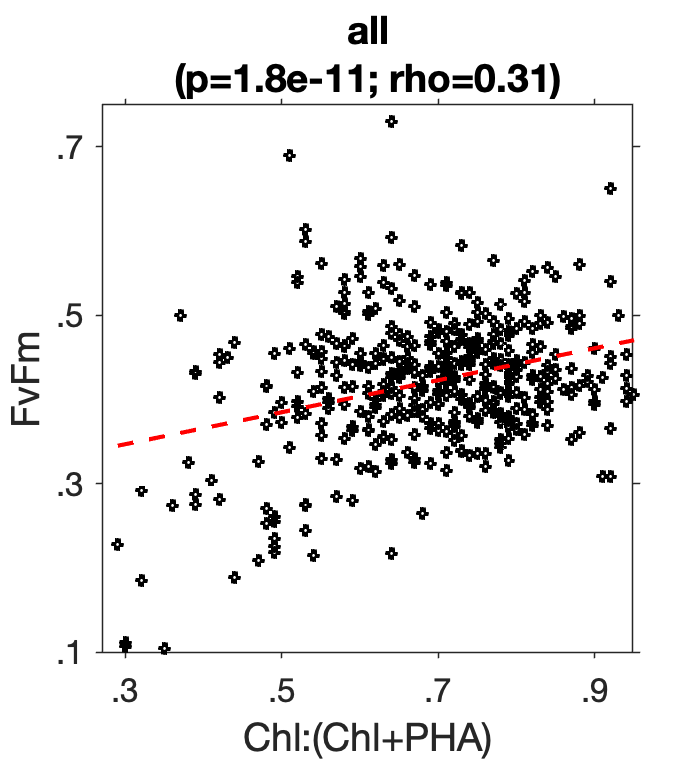 all
(p=1.8e-11; rho=0.31)
.7
.5
.3
.1
FvFm
.3 .5 .7 .9
Chl:(Chl+PHA)